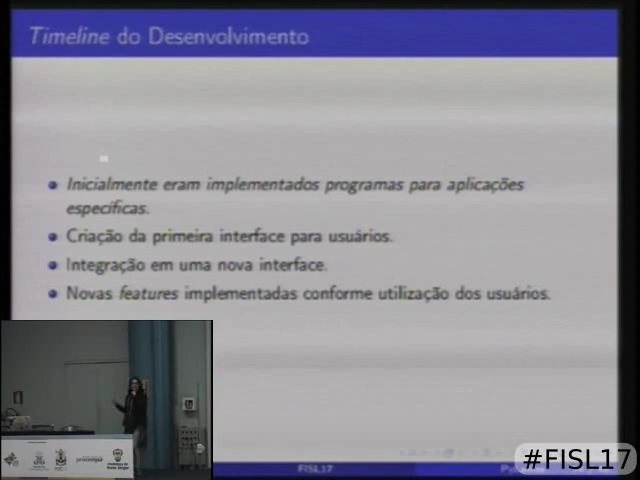 Timeline do Desenvolvimento
Inicialmente eram implementados programas para aplicações
específicas.
Criação da primeira interface para usuários.
Integração em uma nova interface.
Novas features implementadas conforme utilização dos usuários.
FISL17
#FISL17